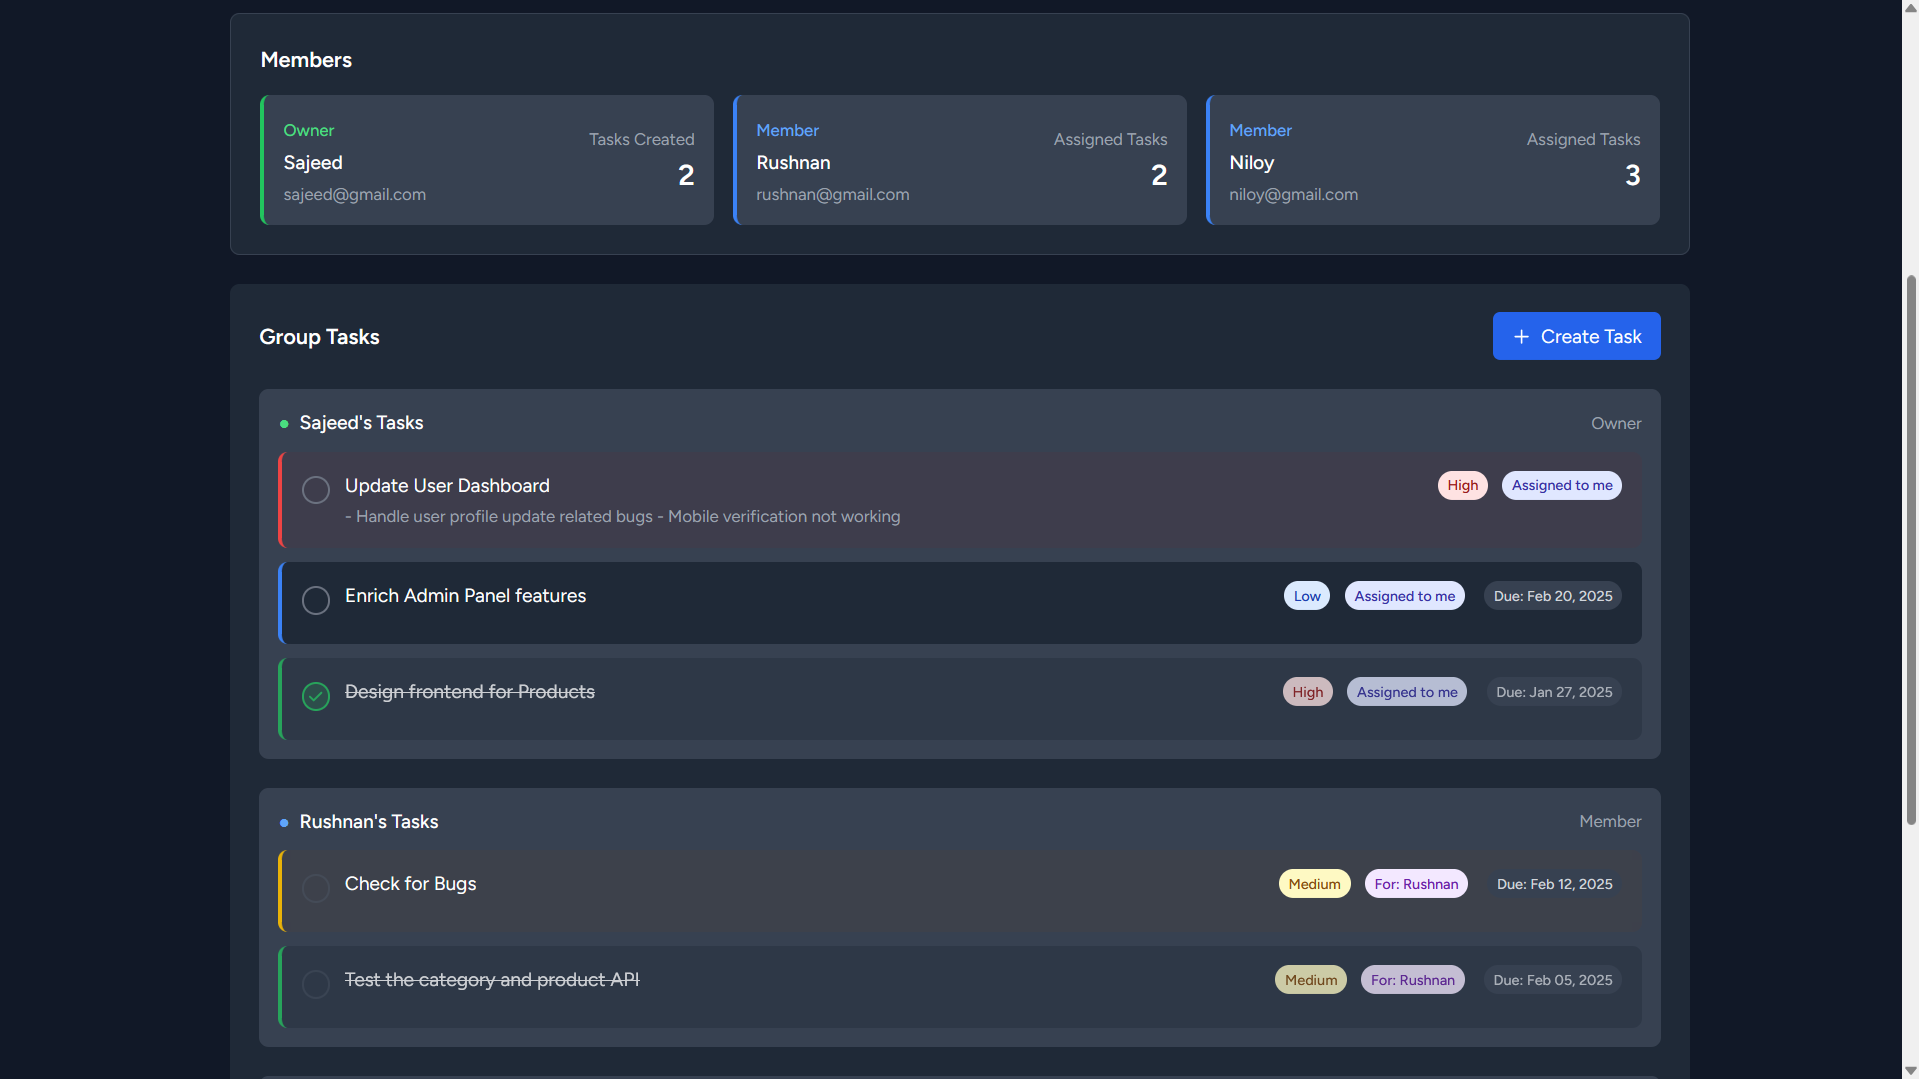 Members
Owner
Tasks Created
Sajeed
2
sajeed@gmail.com
Member
Assigned Tasks
Rushnan
2
rushnan@gmail.com
Member
Assigned Tasks
Niloy
3
niloy@gmail.com
Group Tasks
+ Create Task
Sajeed's Tasks
Owner
Update User Dashboard
High
Assigned to me
- Handle user profile update related bugs - Mobile verification not working
Enrich Admin Panel features
Low
Assigned to me
Due: Feb 20, 2025
Design frontend for Products
High
Assigned to me
Due: Jan 27, 2025
Rushnan's Tasks
Member
Check for Bugs
Medium
For: Rushnan
Due: Feb 12, 2025
Test the category and product API
Medium
For: Rushnan
Due: Feb 05, 2025